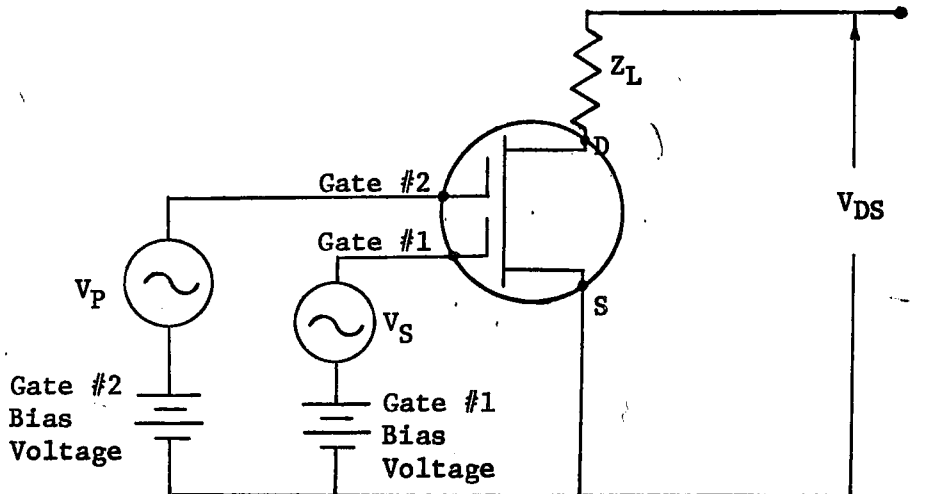 Z_L
D
Gate #2
V_DS
Gate #1
V_P
V_S
S
Gate #2
Bias
Voltage
Gate #1
Bias
Voltage